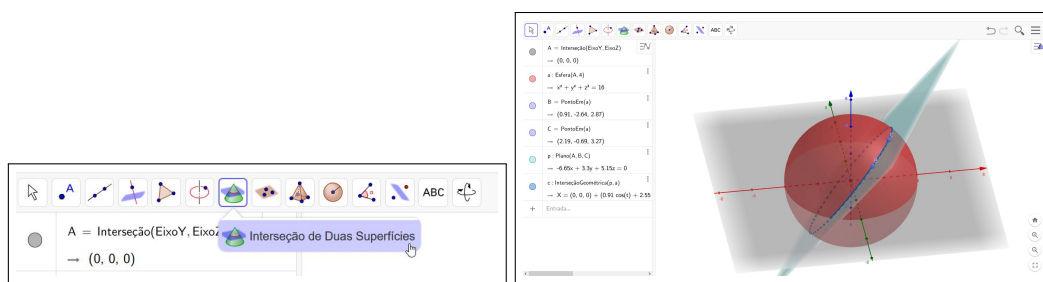 A
ABC
A = Interseção(EixoY, EixoZ
Interseção de Duas Superfícies
→ (0, 0, 0)
ABC
A = Interseção(EixoY, EixoZ)
→ (0, 0, 0)
a : Esfera(A, 4)
→ x² + y² + z² = 16
B = PontoEm(a)
→ (0.91, -2.64, 2.87)
C = PontoEm(a)
→ (2.19, -0.69, 3.27)
p : Plano(A, B, C)
→ -6.65x + 3.3y + 5.15z = 0
c : InterseçãoGeométrica(p, a)
→ X = (0, 0, 0) + (0.91 cos(t) + 2.55
Entrada...